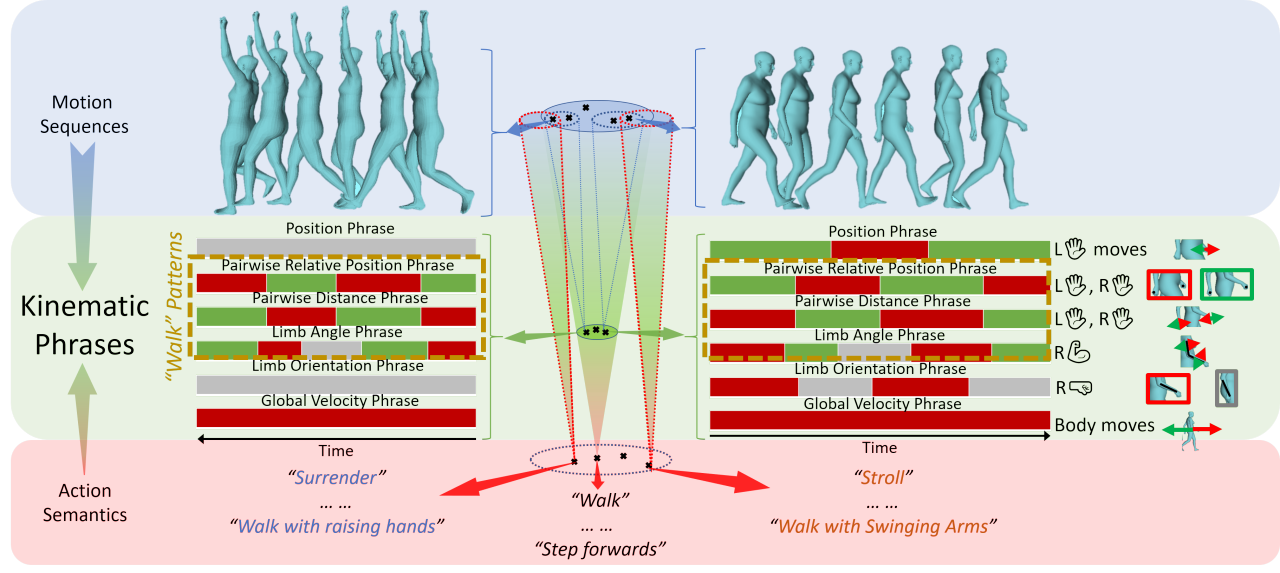 Motion
Sequences
Kinematic
Phrases
Action
Semantics
“Walk” Patterns
Position Phrase
Pairwise Relative Position Phrase
Pairwise Distance Phrase
Limb Angle Phrase
Limb Orientation Phrase
Global Velocity Phrase
Time
Position Phrase
Pairwise Relative Position Phrase
Pairwise Distance Phrase
Limb Angle Phrase
Limb Orientation Phrase
Global Velocity Phrase
Time
L moves
L , R
L , R
R
R
Body moves
“Surrender”
... ...
“Walk with raising hands”
“Walk”
... ...
“Step forwards”
“Stroll”
... ...
“Walk with Swinging Arms”